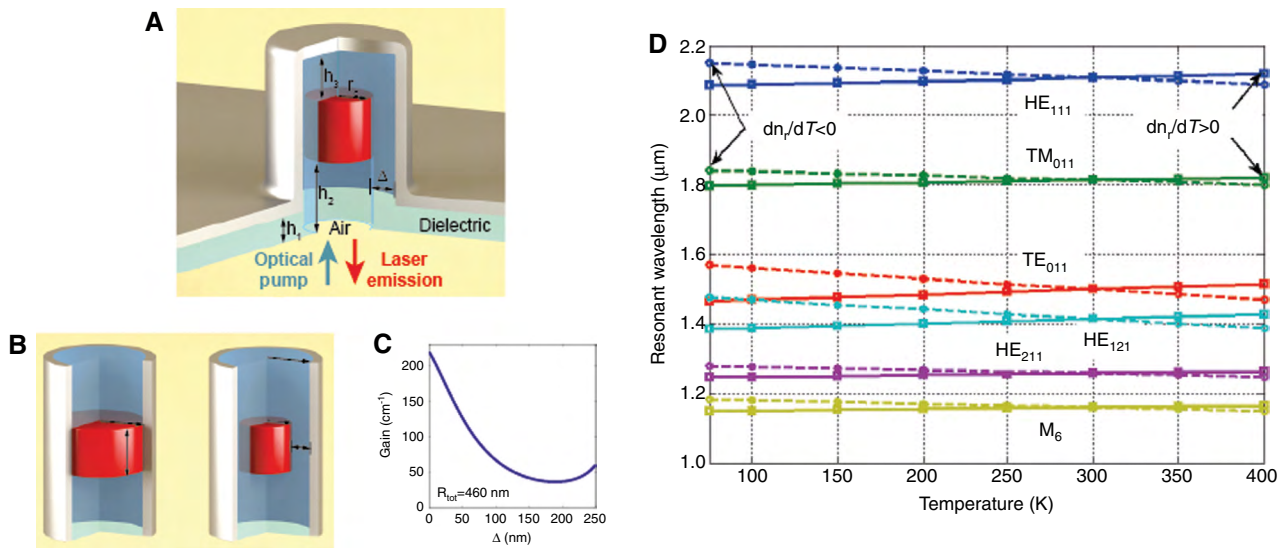 A
h₃
r
Δ
h₂
h₁
Air
Dielectric
Optical
pump
Laser
emission
B
C
Gain (cm⁻¹)
200
150
100
50
0
R_tot=460 nm
0 50 100 150 200 250
Δ (nm)
D
Resonant wavelength (μm)
2.2
2.0
1.8
1.6
1.4
1.2
1.0
HE₁₁₁
dnᵣ/dT<0
dnᵣ/dT>0
TM₀₁₁
TE₀₁₁
HE₂₁₁
HE₁₂₁
M₆
100 150 200 250 300 350 400
Temperature (K)